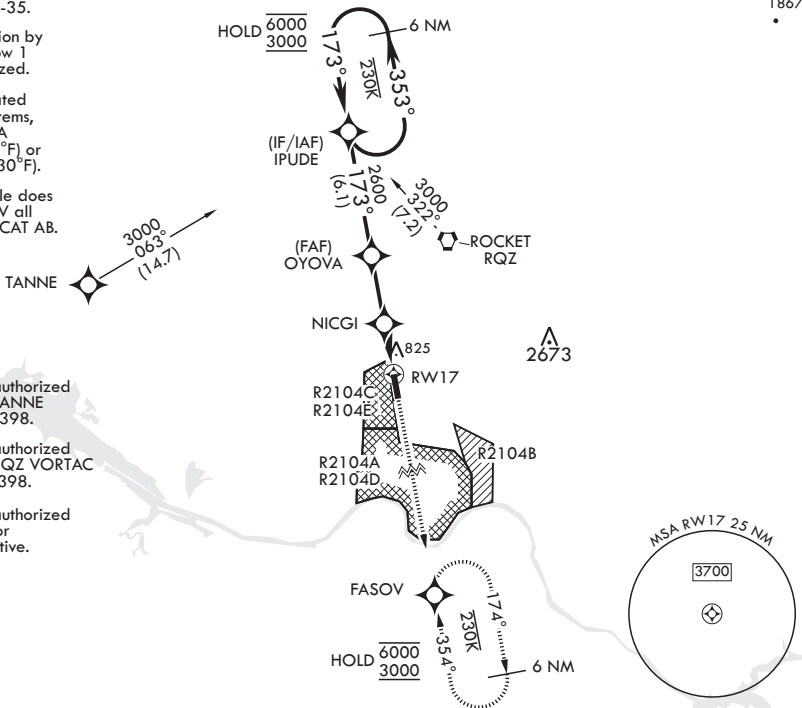 -35.
ion by
w 1
zed.
ated
tems,
A
°F) or
30°F).
le does
V all
CAT AB.
uthorized
ANNE
398.
uthorized
QZ VORTAC
398.
uthorized
or
tive.
1867
HOLD 6000
3000
6 NM
173°
230K
353°
(IF/IAF)
IPUDE
2600
173°
(6.1)
3000
322°
(7.2)
ROCKET
RQZ
3000
063°
(14.7)
TANNE
(FAF)
OYOVA
NICGI
825
RW17
2673
R2104C
R2104E
R2104A
R2104D
R2104B
FASOV
174°
230K
354°
HOLD 6000
3000
6 NM
MSA RW17 25 NM
3700